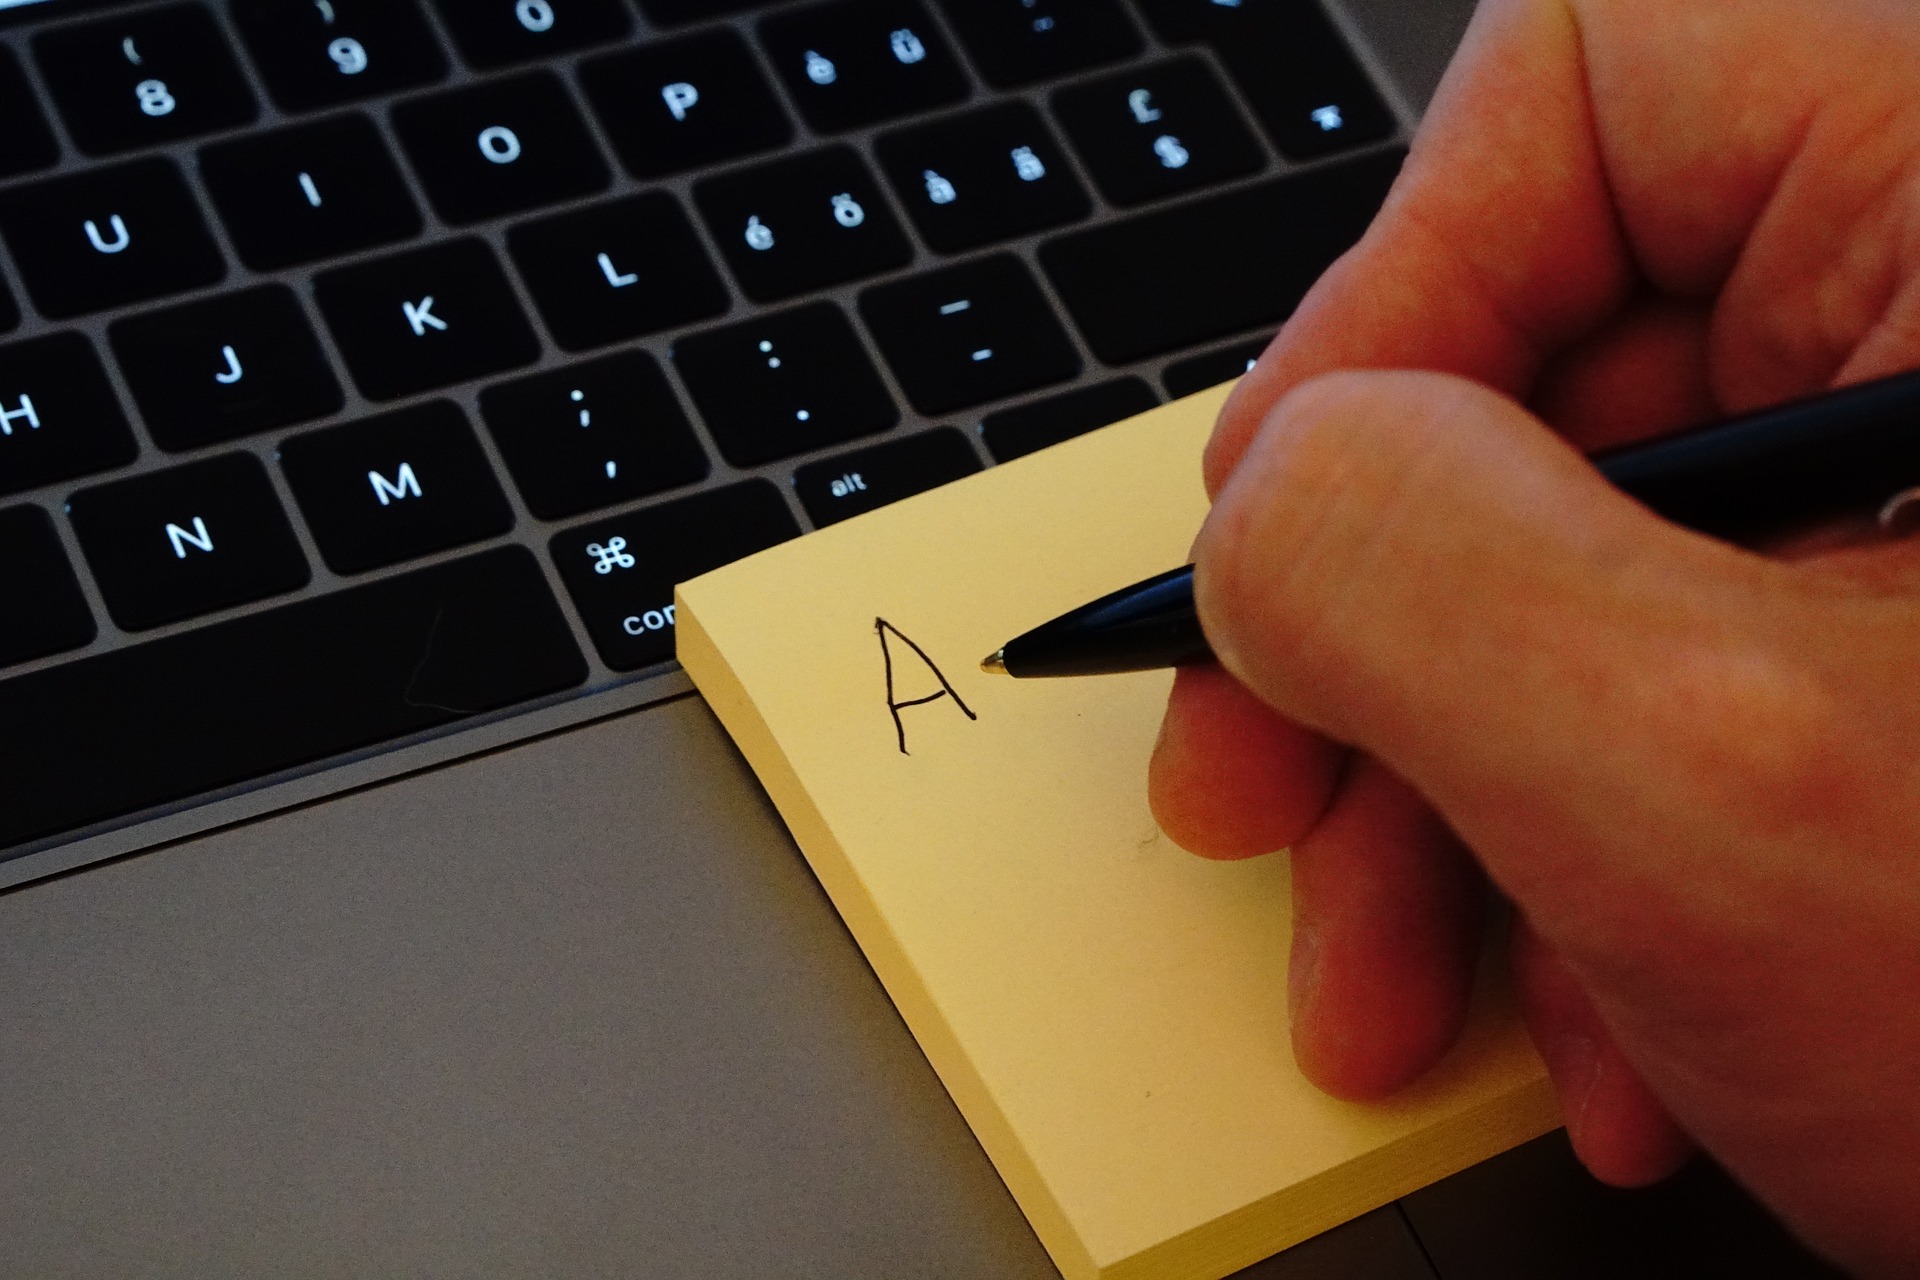 ( ) 0
8 9
U I O P è ü
H J K L é ö à ä £ $
N M ; , : . _ -
⌘ alt
A